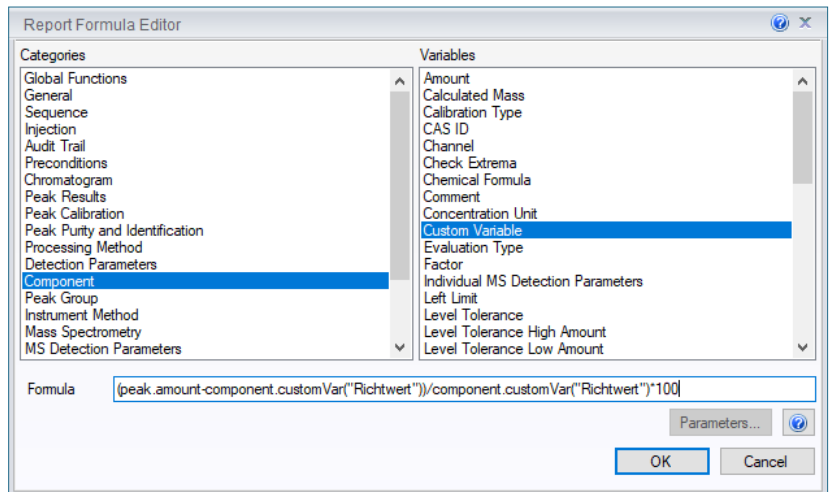 Report Formula Editor
Categories
Global Functions
General
Sequence
Injection
Audit Trail
Preconditions
Chromatogram
Peak Results
Peak Calibration
Peak Purity and Identification
Processing Method
Detection Parameters
Component
Peak Group
Instrument Method
Mass Spectrometry
MS Detection Parameters
Variables
Amount
Calculated Mass
Calibration Type
CAS ID
Channel
Check Extrema
Chemical Formula
Comment
Concentration Unit
Custom Variable
Evaluation Type
Factor
Individual MS Detection Parameters
Left Limit
Level Tolerance
Level Tolerance High Amount
Level Tolerance Low Amount
Formula (peak.amount-component.customVar("Richtwert"))/component.customVar("Richtwert")*100
Parameters...
OK Cancel